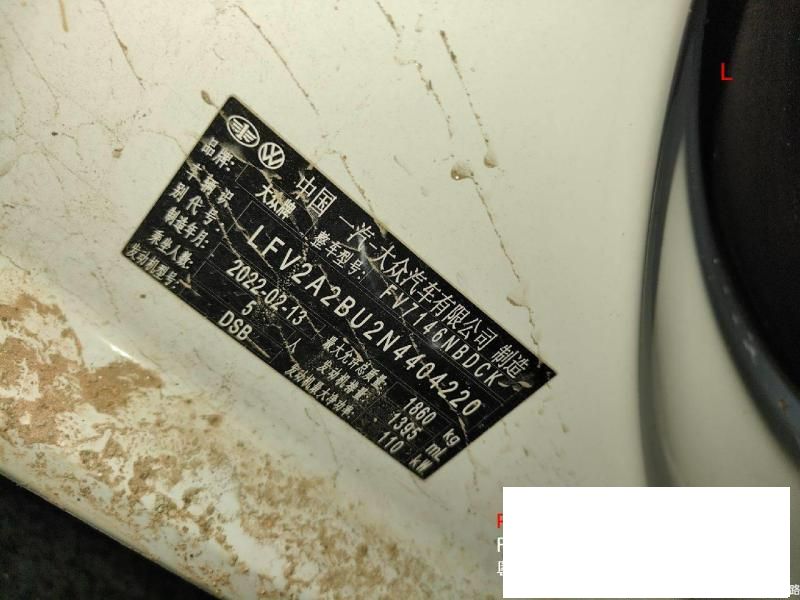 中国 一汽-大众汽车有限公司 制造
品牌: 大众牌 整车型号: FV7146NBDCK
车辆识别代号: LFV2A2BU2N4404220
制造年月: 2022.02.13 最大允许总质量: 1860 kg
乘坐人数: 5 人 发动机排量: 1395 mL
发动机型号: DSB 发动机最大净功率: 110 kW
L
路